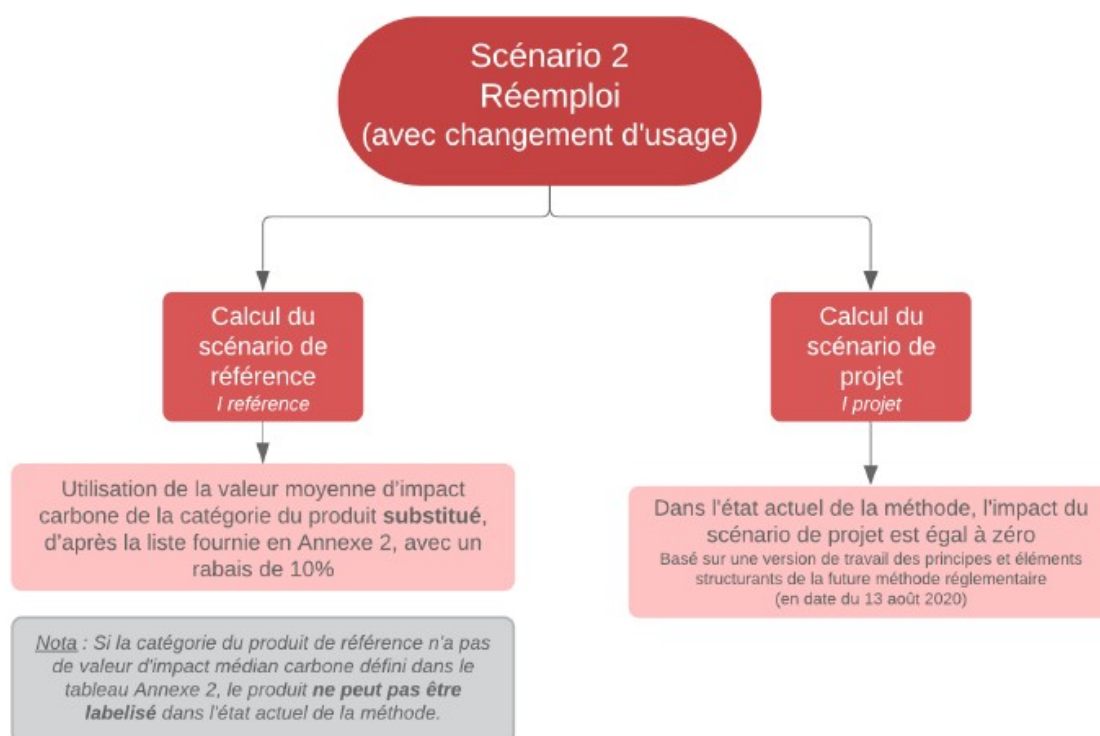 Scénario 2
Réemploi
(avec changement d'usage)
Calcul du
scénario de
référence
I reférence
Calcul du
scénario de
projet
I projet
Utilisation de la valeur moyenne d'impact
carbone de la catégorie du produit substitué,
d'après la liste fournie en Annexe 2, avec un
rabais de 10%
Dans l'état actuel de la méthode, l'impact du
scénario de projet est égal à zéro
Basé sur une version de travail des principes et éléments
structurants de la future méthode réglementaire
(en date du 13 août 2020)
Nota : Si la catégorie du produit de référence n'a pas
de valeur d'impact médian carbone défini dans le
tableau Annexe 2, le produit ne peut pas être
labelisé dans l'état actuel de la méthode.